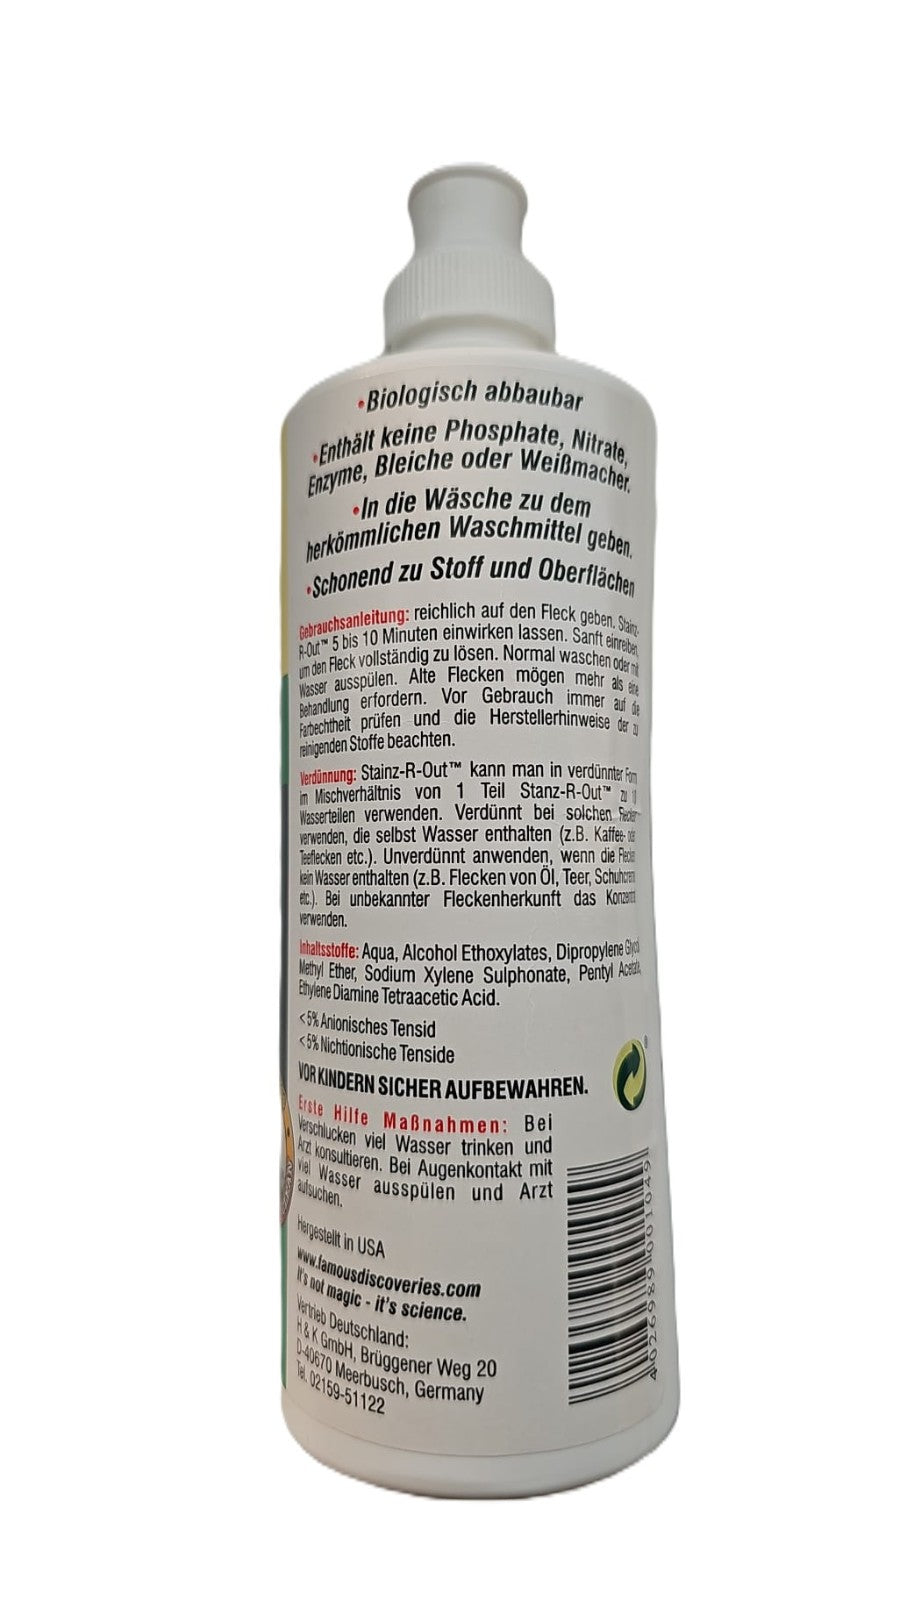 •Biologisch abbaubar
•Enthält keine Phosphate, Nitrate,
Enzyme, Bleiche oder Weißmacher.
•In die Wäsche zu dem
herkömmlichen Waschmittel geben.
•Schonend zu Stoff und Oberflächen
Gebrauchsanleitung: reichlich auf den Fleck geben. Stainz-
R-Out™ 5 bis 10 Minuten einwirken lassen. Sanft einreiben,
um den Fleck vollständig zu lösen. Normal waschen oder mit
Wasser ausspülen. Alte Flecken mögen mehr als eine
Behandlung erfordern. Vor Gebrauch immer auf die
Farbechtheit prüfen und die Herstellerhinweise der zu
reinigenden Stoffe beachten.
Verdünnung: Stainz-R-Out™ kann man in verdünnter Form
im Mischverhältnis von 1 Teil Stanz-R-Out™ zu
Wasserteilen verwenden. Verdünnt bei solchen
verwenden, die selbst Wasser enthalten (z.B. Kaffee- oder
Teeflecken etc.). Unverdünnt anwenden, wenn die Flecken
kein Wasser enthalten (z.B. Flecken von Öl, Teer, Schuhcreme
etc.). Bei unbekannter Fleckenherkunft das Konzentrat
verwenden.
Inhaltsstoffe: Aqua, Alcohol Ethoxylates, Dipropylene Glycol
Methyl Ether, Sodium Xylene Sulphonate, Pentyl Acetate,
Ethylene Diamine Tetraacetic Acid.
<5% Anionisches Tensid
<5% Nichtionische Tenside
VOR KINDERN SICHER AUFBEWAHREN.
Erste Hilfe Maßnahmen: Bei
Verschlucken viel Wasser trinken und
Arzt konsultieren. Bei Augenkontakt mit
viel Wasser ausspülen und Arzt
aufsuchen.
Hergestellt in USA
www.famousdiscoveries.com
It's not magic - it's science.
Vertrieb Deutschland:
H & K GmbH, Brüggener Weg 20
D-40670 Meerbusch, Germany
Tel. 02159-51122
4026989001049